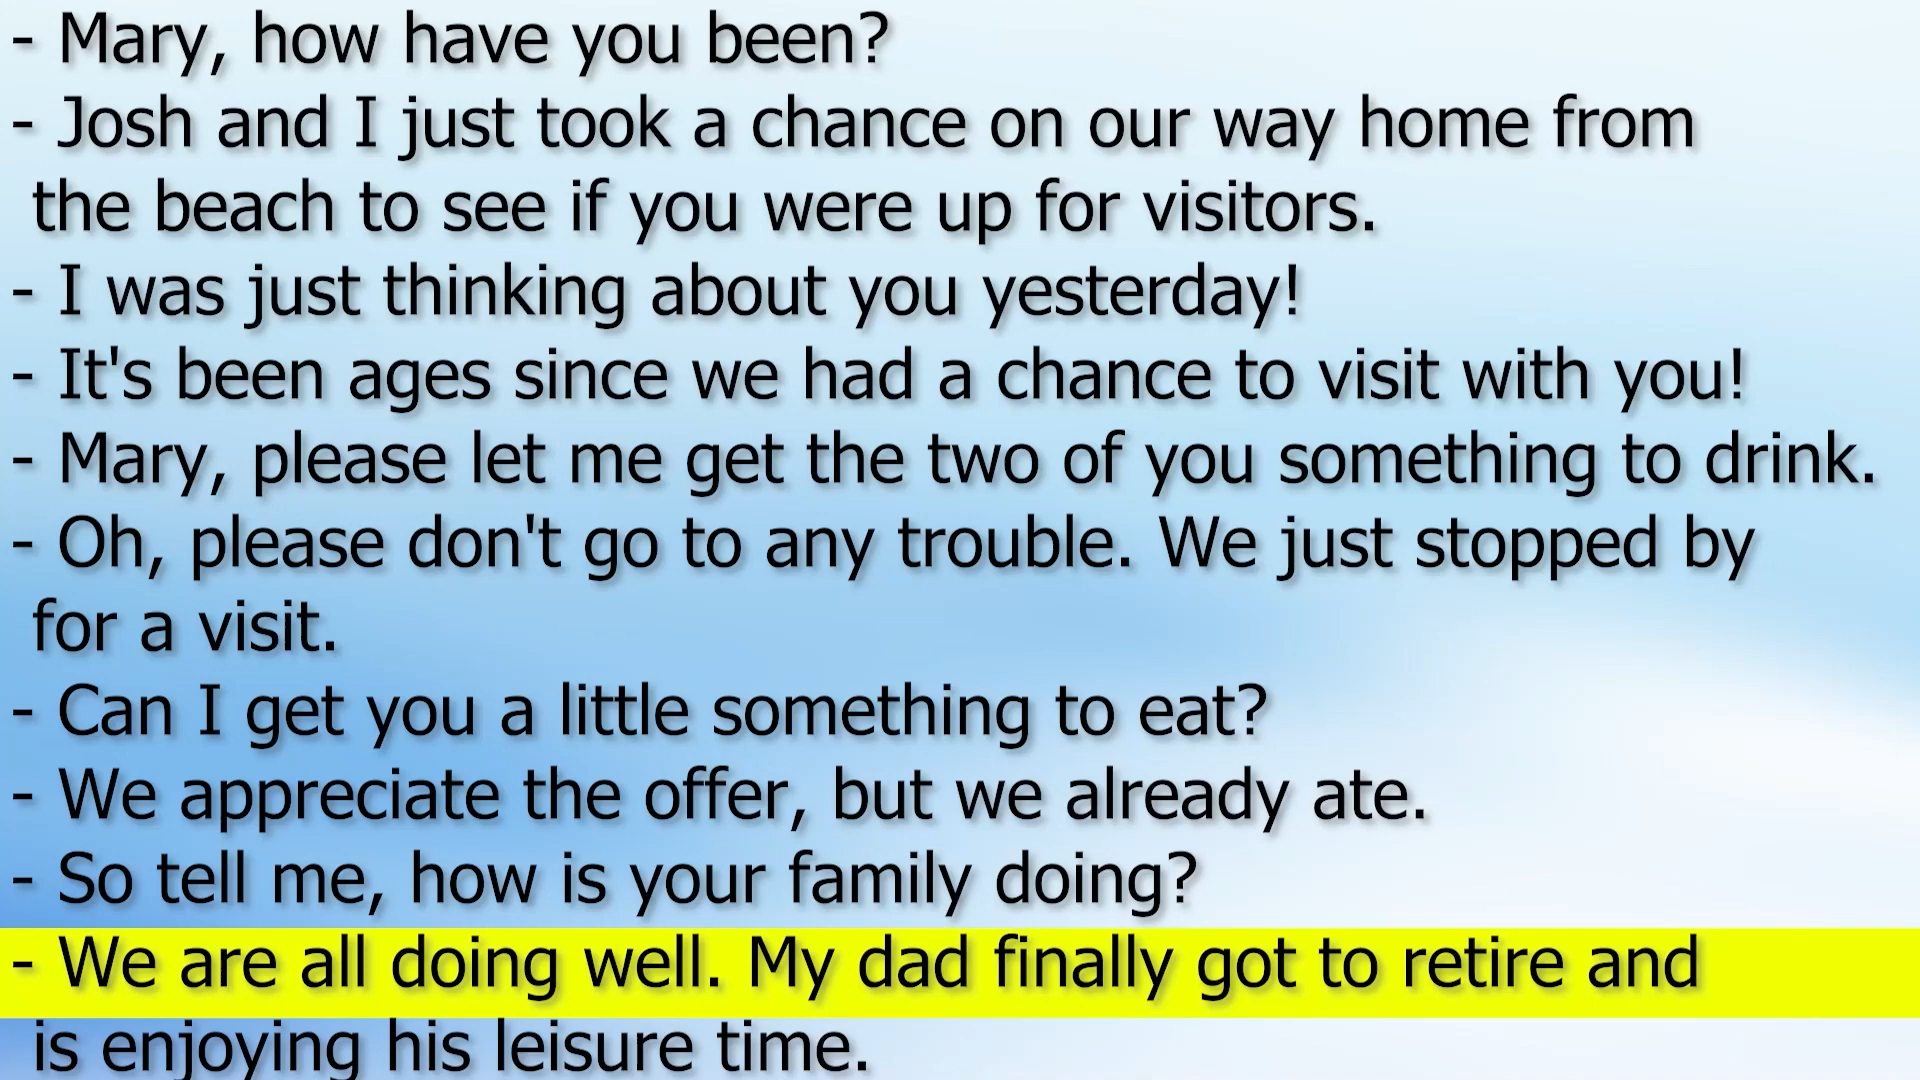 - Mary, how have you been?
- Josh and I just took a chance on our way home from
the beach to see if you were up for visitors.
- I was just thinking about you yesterday!
- It's been ages since we had a chance to visit with you!
- Mary, please let me get the two of you something to drink.
- Oh, please don't go to any trouble. We just stopped by
for a visit.
- Can I get you a little something to eat?
- We appreciate the offer, but we already ate.
- So tell me, how is your family doing?
- We are all doing well. My dad finally got to retire and
is enjoying his leisure time.